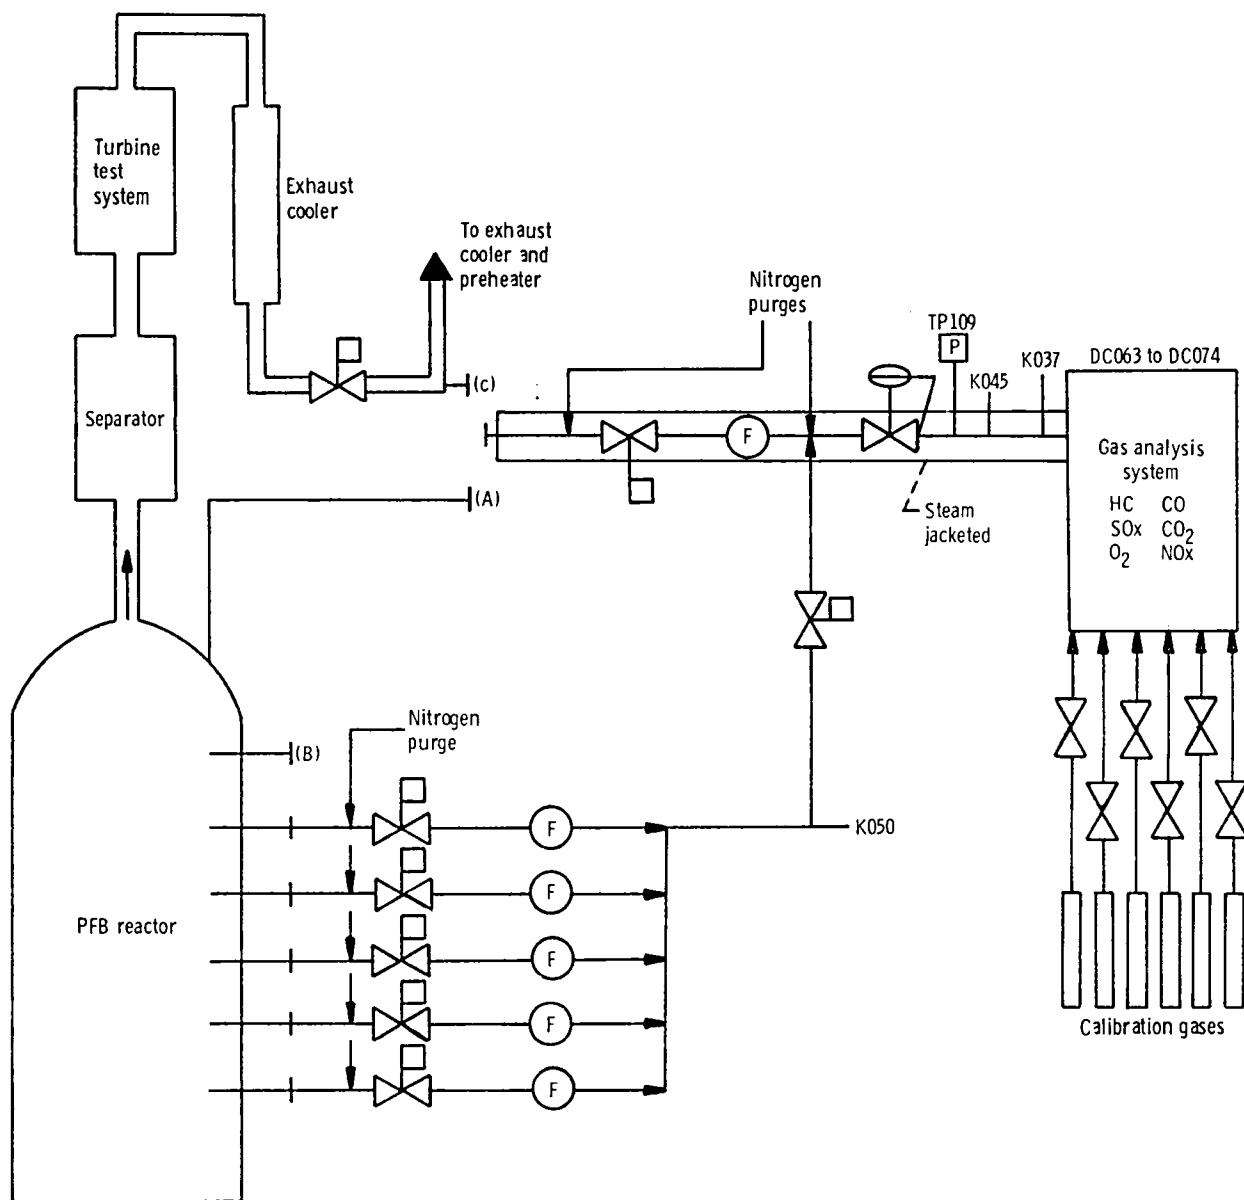 Turbine
test
system
Exhaust
cooler
To exhaust
cooler and
preheater
Nitrogen
purges
TP109
P
K045
K037
DC063 to DC074
(c)
Separator
F
Gas analysis
system
HC CO
SOx CO2
O2 NOx
(A)
Steam
jacketed
Nitrogen
purge
(B)
F
K050
F
PFB reactor
F
F
F
Calibration gases